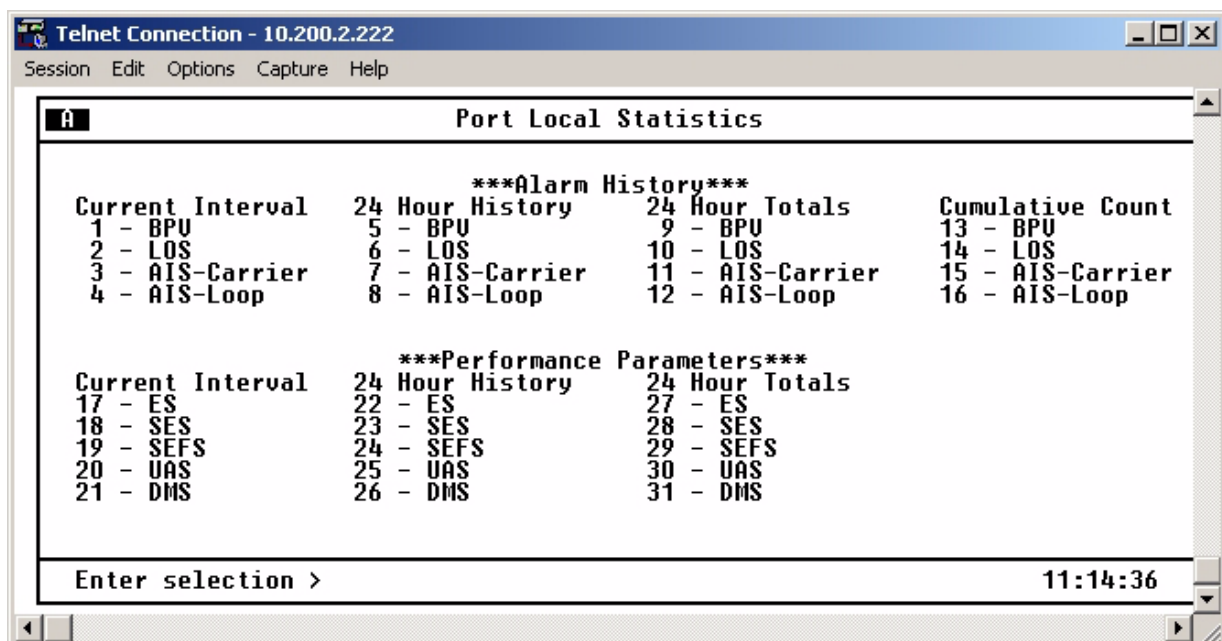 Telnet Connection - 10.200.2.222
Session Edit Options Capture Help
A Port Local Statistics
***Alarm History***
Current Interval 24 Hour History 24 Hour Totals Cumulative Count
1 - BPV 5 - BPV 9 - BPV 13 - BPV
2 - LOS 6 - LOS 10 - LOS 14 - LOS
3 - AIS-Carrier 7 - AIS-Carrier 11 - AIS-Carrier 15 - AIS-Carrier
4 - AIS-Loop 8 - AIS-Loop 12 - AIS-Loop 16 - AIS-Loop
***Performance Parameters***
Current Interval 24 Hour History 24 Hour Totals
17 - ES 22 - ES 27 - ES
18 - SES 23 - SES 28 - SES
19 - SEFS 24 - SEFS 29 - SEFS
20 - UAS 25 - UAS 30 - UAS
21 - DMS 26 - DMS 31 - DMS
Enter selection > 11:14:36